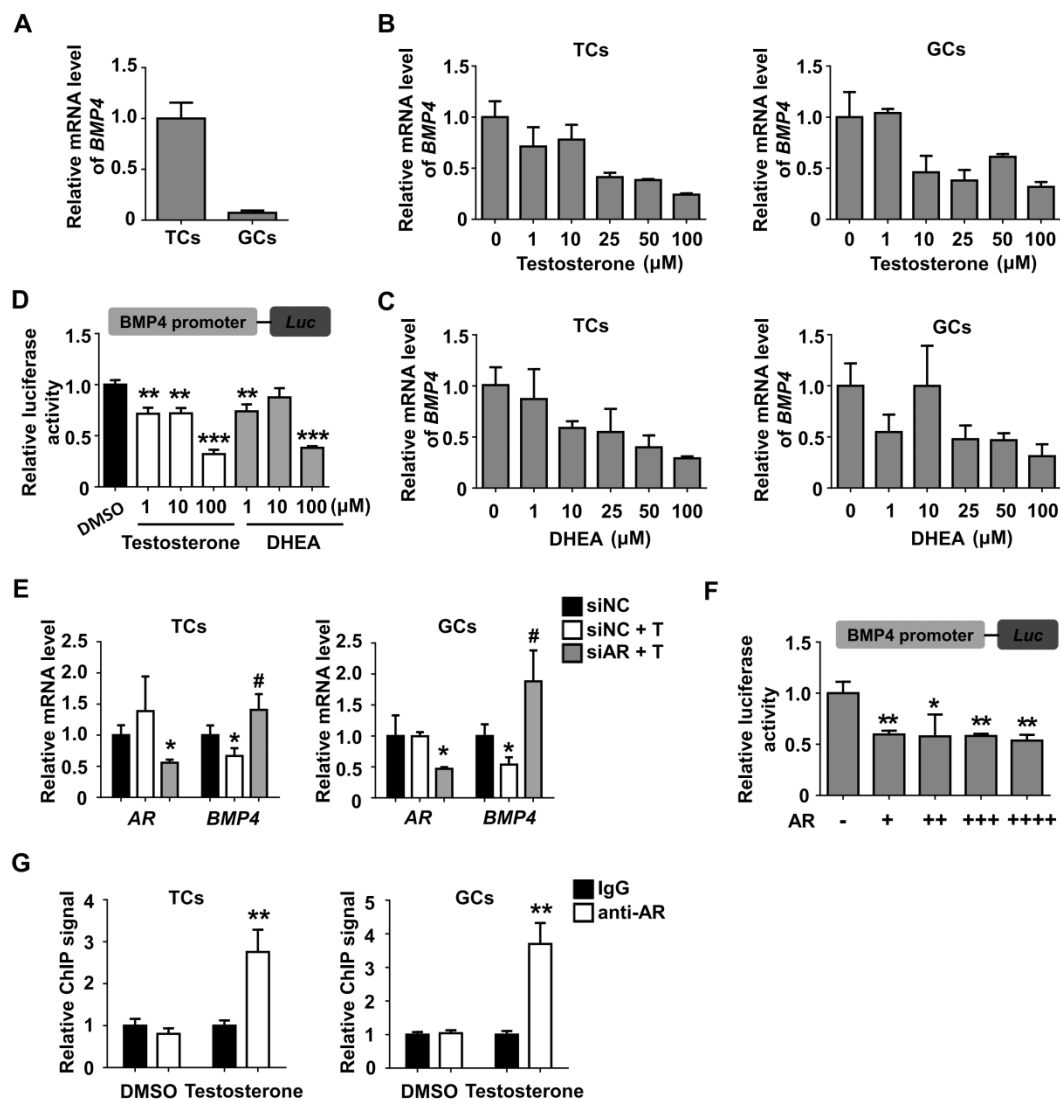 A
Relative mRNA level
of BMP4
1.5
1.0
0.5
0
TCs GCs
B
TCs
Relative mRNA level
of BMP4
1.5
1.0
0.5
0
0 1 10 25 50 100
Testosterone (µM)
GCs
Relative mRNA level
of BMP4
1.5
1.0
0.5
0
0 1 10 25 50 100
Testosterone (µM)
D
BMP4 promoter Luc
Relative luciferase
activity
1.5
1.0
0.5
0
** ** *** ** ***
DMSO 1 10 100 1 10 100 (µM)
Testosterone DHEA
C
TCs
Relative mRNA level
of BMP4
1.5
1.0
0.5
0
0 1 10 25 50 100
DHEA (µM)
GCs
Relative mRNA level
of BMP4
1.5
1.0
0.5
0
0 1 10 25 50 100
DHEA (µM)
E
TCs
Relative mRNA level
2.5
2.0
1.5
1.0
0.5
0
* * #
AR BMP4
GCs
Relative mRNA level
2.5
2.0
1.5
1.0
0.5
0
* * #
AR BMP4
siNC
siNC + T
siAR + T
F
BMP4 promoter Luc
Relative luciferase
activity
1.5
1.0
0.5
0
** * ** **
AR - + ++ +++ ++++
G
TCs
Relative ChIP signal
4
3
2
1
0
**
DMSO Testosterone
GCs
Relative ChIP signal
5
4
3
2
1
0
**
DMSO Testosterone
IgG
anti-AR